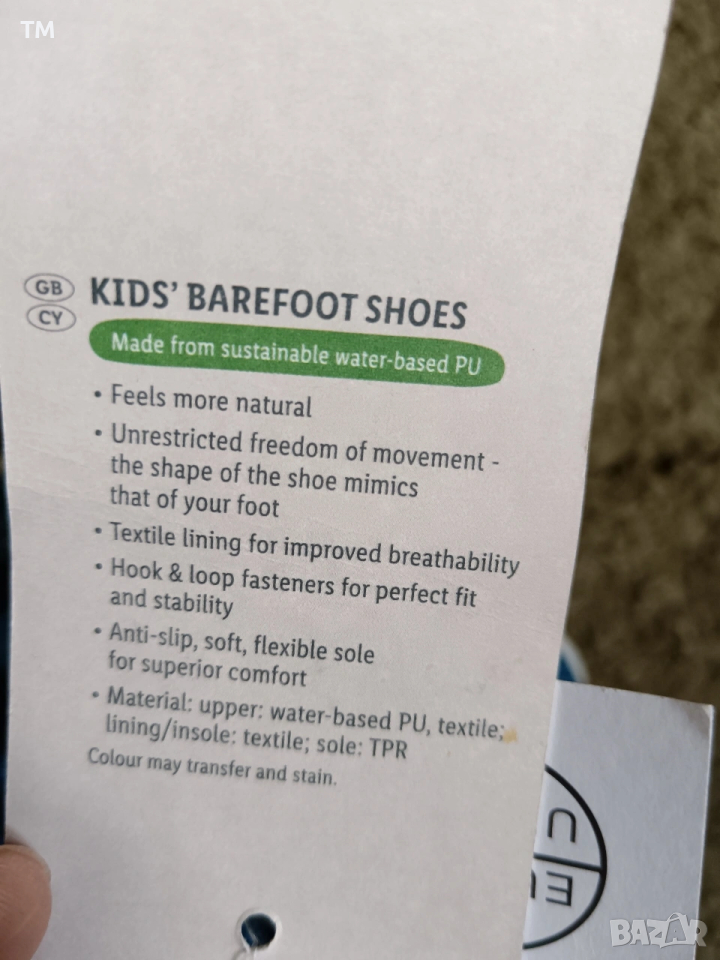 TM
GB
KIDS' BAREFOOT SHOES
CY
Made from sustainable water-based PU
• Feels more natural
• Unrestricted freedom of movement -
the shape of the shoe mimics
that of your foot
• Textile lining for improved breathability
• Hook & loop fasteners for perfect fit
and stability
• Anti-slip, soft, flexible sole
for superior comfort
• Material: upper: water-based PU, textile;
lining/insole: textile; sole: TPR
Colour may transfer and stain.
BAZAR